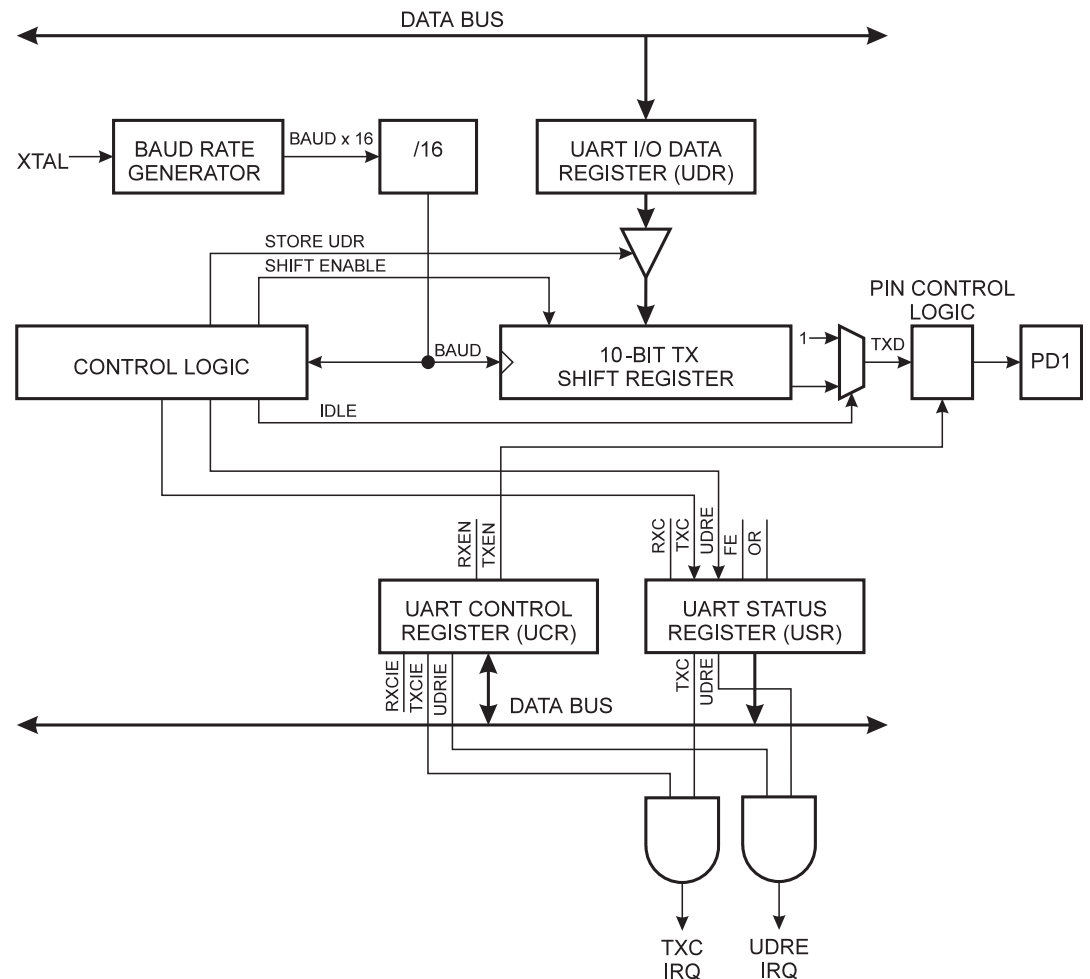 DATA BUS
XTAL
BAUD RATE
GENERATOR
BAUD x 16
/16
UART I/O DATA
REGISTER (UDR)
STORE UDR
SHIFT ENABLE
PIN CONTROL
LOGIC
CONTROL LOGIC
BAUD
10-BIT TX
SHIFT REGISTER
1
TXD
PD1
IDLE
RXEN
TXEN
RXC
TXC
UDRE
FE
OR
UART CONTROL
REGISTER (UCR)
UART STATUS
REGISTER (USR)
RXCIE
TXCIE
UDRIE
TXC
UDRE
DATA BUS
TXC
IRQ
UDRE
IRQ